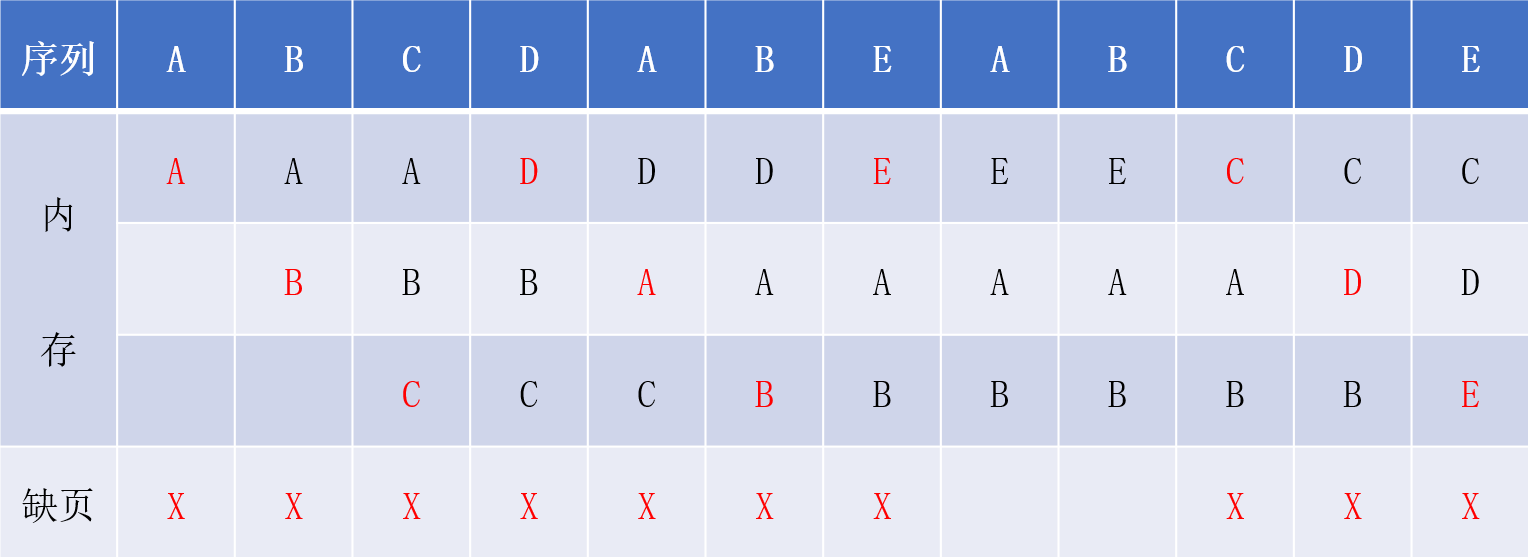 序列 A B C D A B E A B C D E
A A A D D D E E E C C C
内
B B B A A A A A A D D
存
C C C B B B B B B E
缺页 X X X X X X X X X X